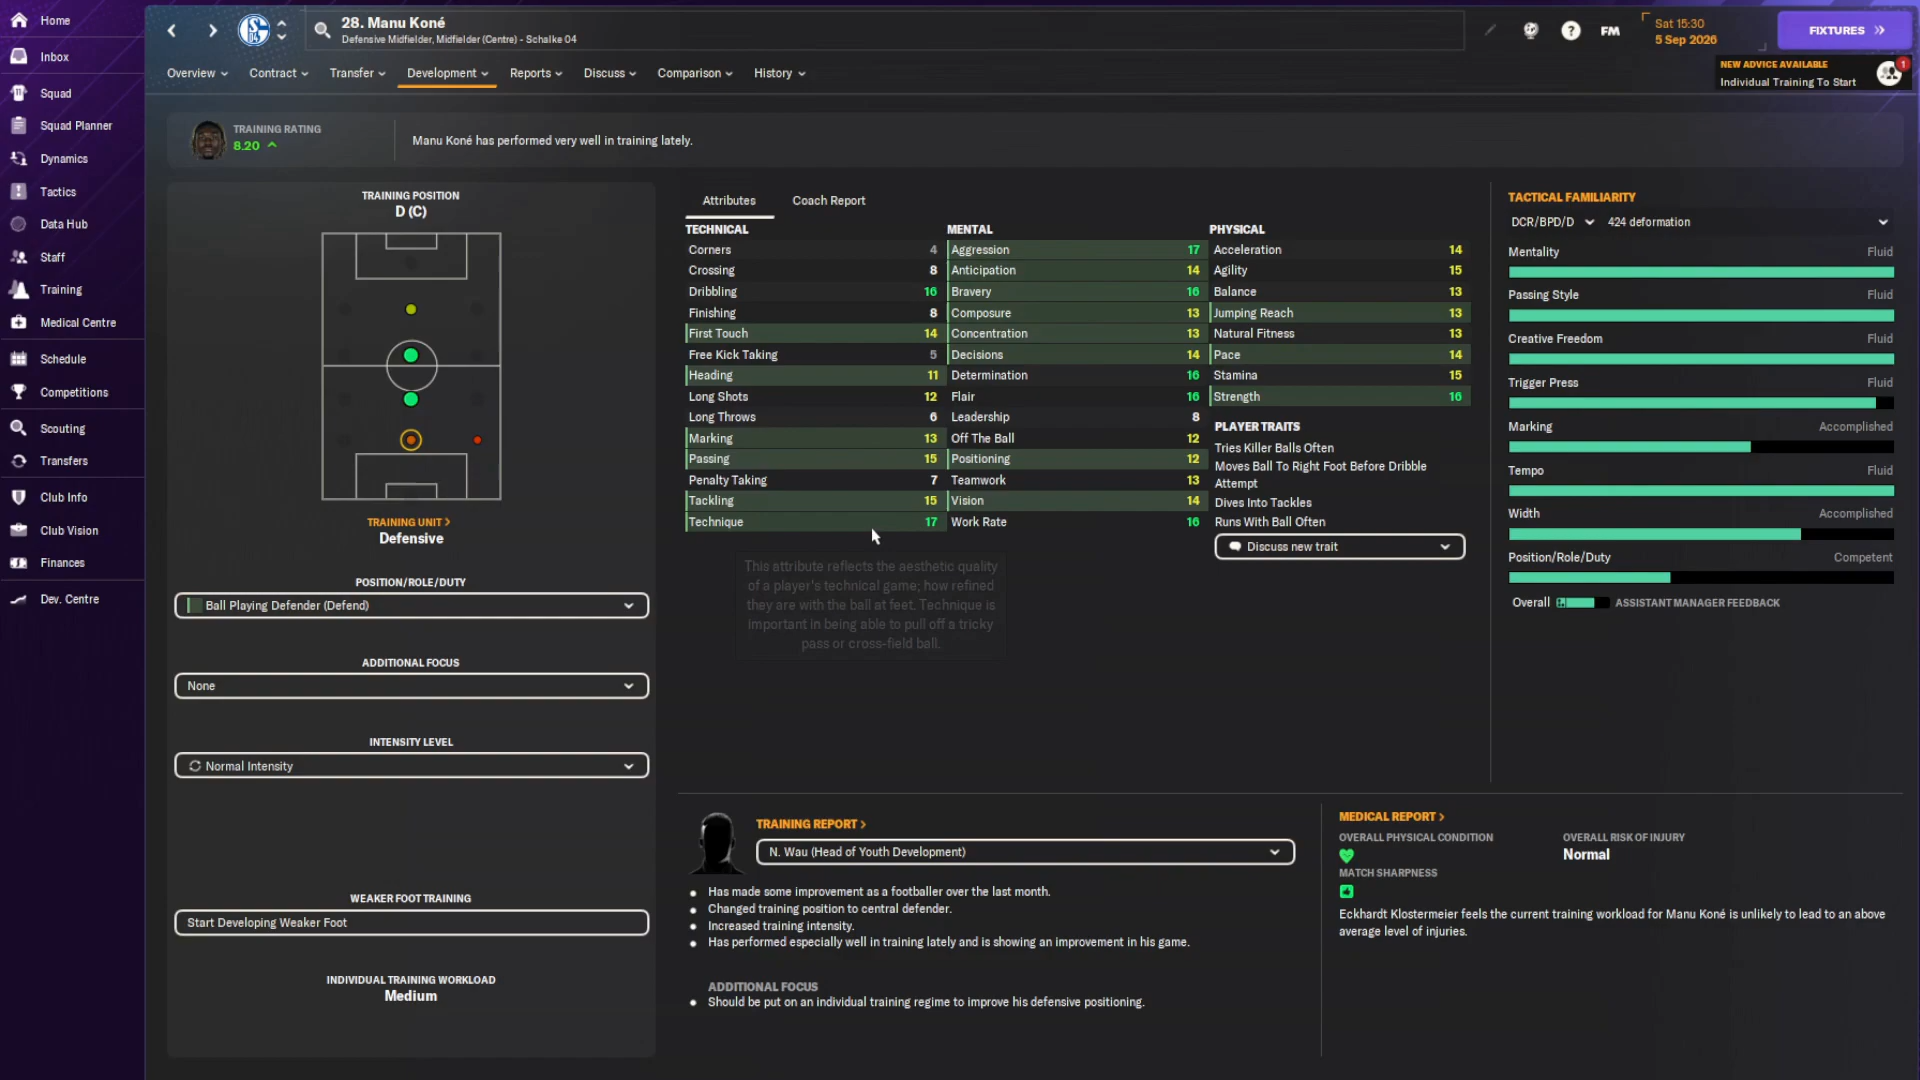 Home
Inbox
Squad
Squad Planner
Dynamics
Tactics
Data Hub
Staff
Training
Medical Centre
Schedule
Competitions
Scouting
Transfers
Club Info
Club Vision
Finances
Dev. Centre
28. Manu Koné
Defensive Midfielder, Midfielder (Centre) - Schalke 04
FM
Sat 15:30
5 Sep 2026
FIXTURES
Overview
Contract
Transfer
Development
Reports
Discuss
Comparison
History
NEW ADVICE AVAILABLE
Individual Training To Start
1
TRAINING RATING
8.20
Manu Koné has performed very well in training lately.
TRAINING POSITION
D (C)
TRAINING UNIT >
Defensive
POSITION/ROLE/DUTY
Ball Playing Defender (Defend)
ADDITIONAL FOCUS
None
INTENSITY LEVEL
Normal Intensity
WEAKER FOOT TRAINING
Start Developing Weaker Foot
INDIVIDUAL TRAINING WORKLOAD
Medium
Attributes
Coach Report
TECHNICAL
Corners 4
Crossing 8
Dribbling 16
Finishing 8
First Touch 14
Free Kick Taking 5
Heading 11
Long Shots 12
Long Throws 6
Marking 13
Passing 15
Penalty Taking 7
Tackling 15
Technique 17
MENTAL
Aggression 17
Anticipation 14
Bravery 16
Composure 13
Concentration 13
Decisions 14
Determination 16
Flair 16
Leadership 8
Off The Ball 12
Positioning 12
Teamwork 13
Vision 14
Work Rate 16
PHYSICAL
Acceleration 14
Agility 15
Balance 13
Jumping Reach 13
Natural Fitness 13
Pace 14
Stamina 15
Strength 16
PLAYER TRAITS
Tries Killer Balls Often
Moves Ball To Right Foot Before Dribble
Attempt
Dives Into Tackles
Runs With Ball Often
Discuss new trait
This attribute reflects the aesthetic quality
of a player's technical game; how refined
they are with the ball at feet. Technique is
important in being able to pull off a tricky
pass or cross-field ball.
TACTICAL FAMILIARITY
DCR/BPD/D
424 deformation
Mentality Fluid
Passing Style Fluid
Creative Freedom Fluid
Trigger Press Fluid
Marking Accomplished
Tempo Fluid
Width Accomplished
Position/Role/Duty Competent
Overall
ASSISTANT MANAGER FEEDBACK
TRAINING REPORT >
N. Wau (Head of Youth Development)
Has made some improvement as a footballer over the last month.
Changed training position to central defender.
Increased training intensity.
Has performed especially well in training lately and is showing an improvement in his game.
ADDITIONAL FOCUS
Should be put on an individual training regime to improve his defensive positioning.
MEDICAL REPORT >
OVERALL PHYSICAL CONDITION
OVERALL RISK OF INJURY
Normal
MATCH SHARPNESS
Eckhardt Klostermeier feels the current training workload for Manu Koné is unlikely to lead to an above
average level of injuries.